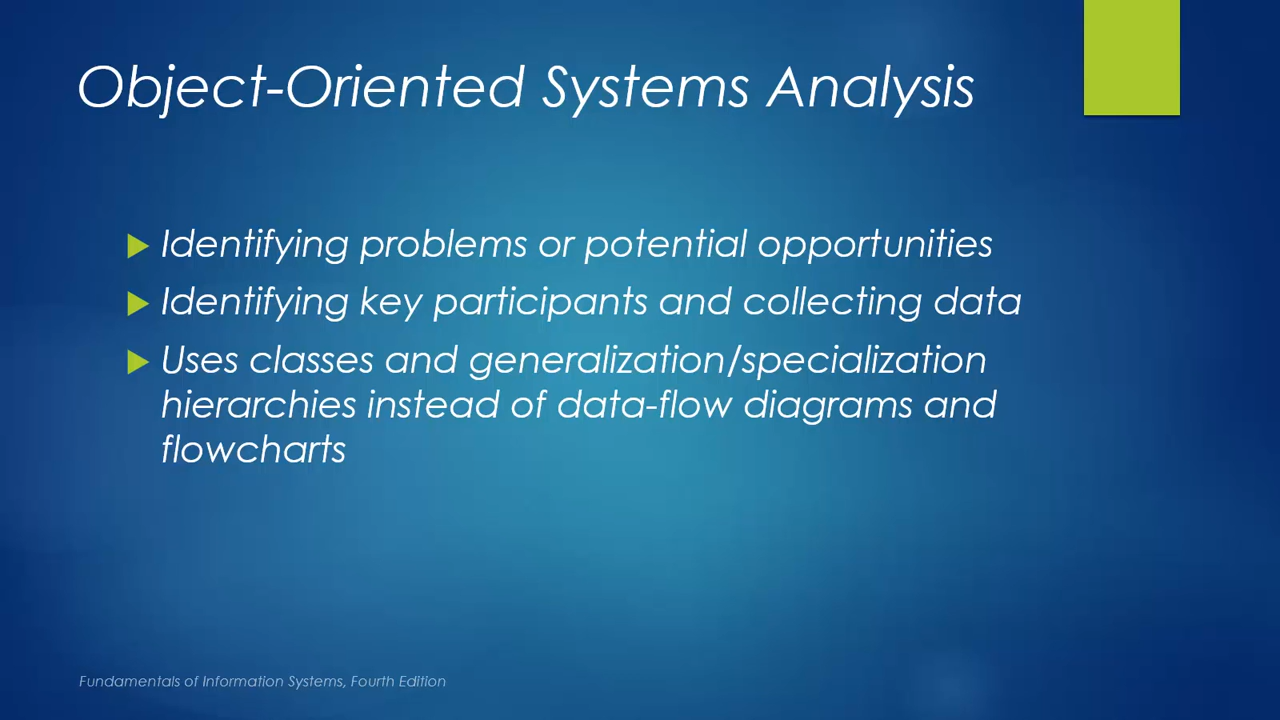 Object-Oriented Systems Analysis
Identifying problems or potential opportunities
Identifying key participants and collecting data
Uses classes and generalization/specialization
hierarchies instead of data-flow diagrams and
flowcharts
Fundamentals of Information Systems, Fourth Edition